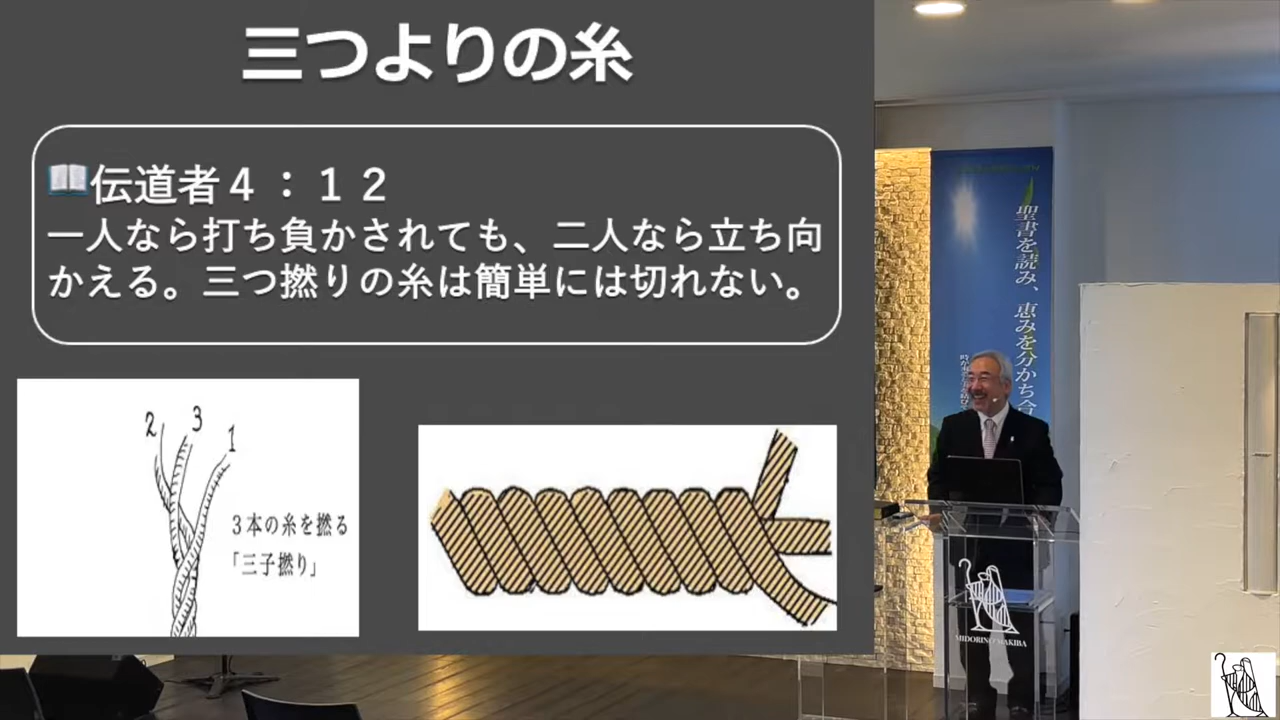 三つよりの糸
📖伝道者４：１２
一人なら打ち負かされても、二人なら立ち向
かえる。三つ撚りの糸は簡単には切れない。
2
3
1
３本の糸を撚る
「三子撚り」
聖書を読み、恵みを分かち合
MIDORINO MAKIBA